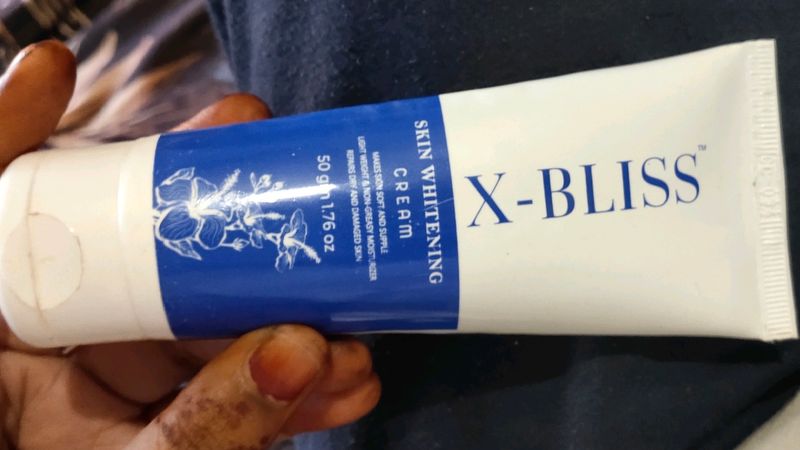 X-BLISS™
SKIN WHITENING
CREAM
MAKES SKIN SOFT AND SUPPLE
LIGHT WEIGHT & NON-GREASY MOISTURIZER
REPAIRS DRY AND DAMAGED SKIN
50 gm 1.76 oz